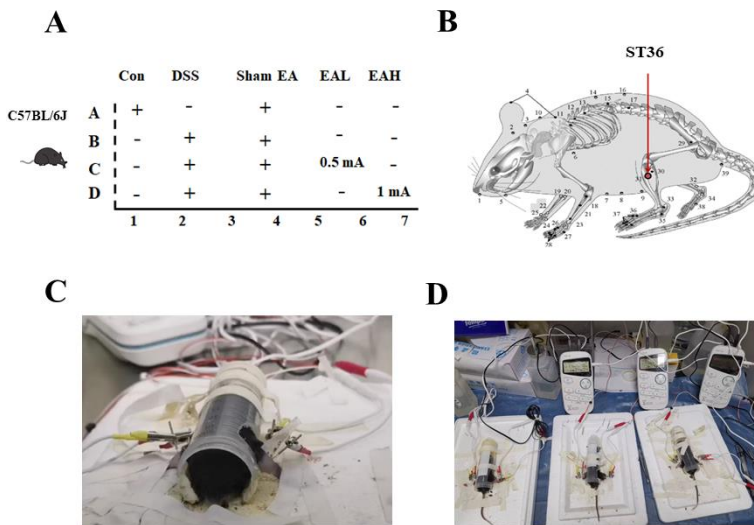 A
Con DSS Sham EA EAL EAH
C57BL/6J
A + - + - -
B - + + - -
C - + + 0.5 mA -
D - + + - 1 mA
1 2 3 4 5 6 7
B
ST36
C
D